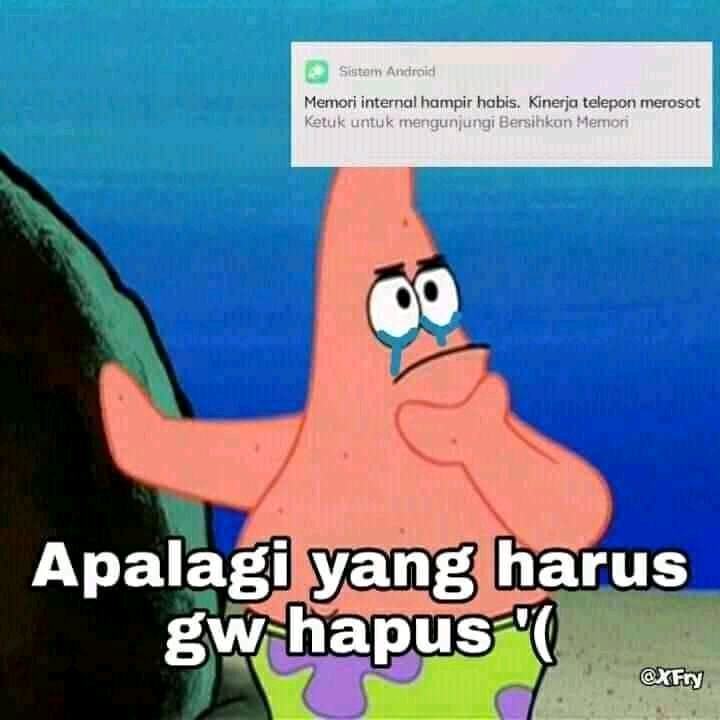 Sistem Android
Memori internal hampir habis. Kinerja telepon merosot
Ketuk untuk mengunjungi Bersihkan Memori
Apalagi yang harus
gw hapus '(
@XFry